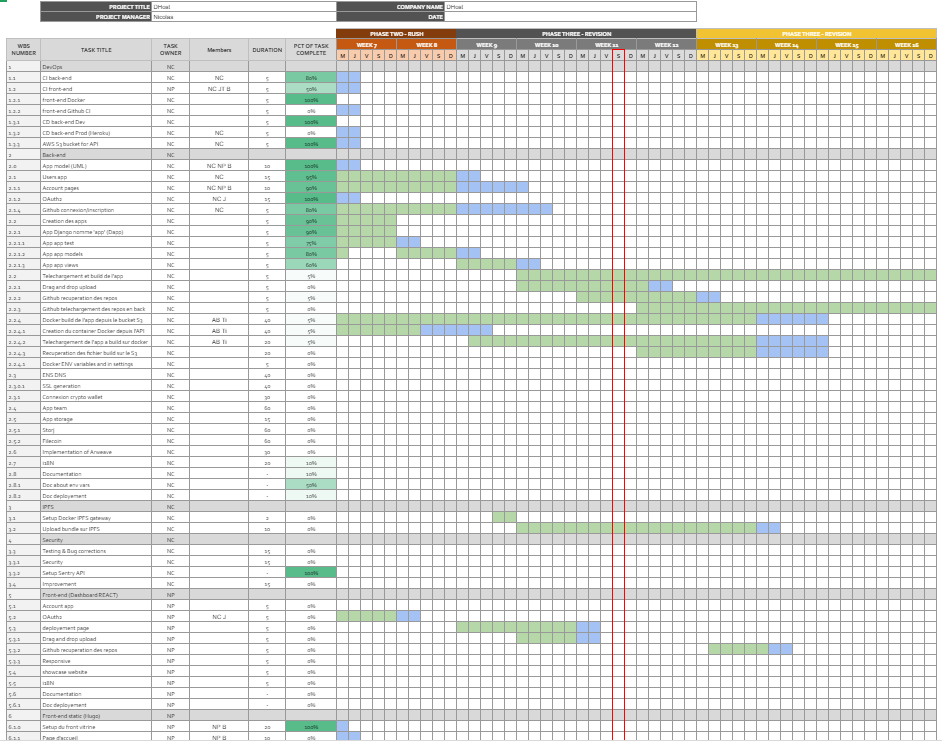 PROJECT TITLE DHost COMPANY NAME DHost
PROJECT MANAGER Nicolas DATE
PHASE TWO - RUSH PHASE THREE - REVISION PHASE THREE - REVISION
WBS NUMBER TASK TITLE TASK OWNER Members DURATION PCT OF TASK COMPLETE WEEK 7 WEEK 8 WEEK 9 WEEK 10 WEEK 11 WEEK 12 WEEK 13 WEEK 14 WEEK 15 WEEK 16
M J V S D M J V S D M J V S D M J V S D M J V S D M J V S D M J V S D M J V S D M J V S D M J V S D
1 DevOps NC
1.1 CI back-end NC NC 5 80%
1.2 CI front-end NP NC JT B 5 50%
1.2.1 front-end Docker NC 5 100%
1.2.2 front-end Github CI NC 5 0%
1.3.1 CD back-end Dev NC 5 100%
1.3.2 CD back-end Prod (Heroku) NC NC 5 0%
1.3.3 AWS S3 bucket for API NC NC 5 100%
2 Back-end NC
2.0 App model (UML) NC NC NP B 10 100%
2.1 Users app NC NC 15 95%
2.1.1 Account pages NC NC NP B 10 90%
2.1.2 OAuth2 NC NC J 15 100%
2.1.4 Github connexion/inscription NC NC 5 80%
2.2 Creation des apps NC 5 90%
2.2.1 App Django nomme 'app' (Dapp) NC 5 90%
2.2.1.1 App app test NC 5 75%
2.2.1.2 App app models NC 5 80%
2.2.1.3 App app views NC 5 60%
2.2 Telechargement et build de l'app NC 5 5%
2.2.1 Drag and drop upload NC 5 0%
2.2.2 Github recuperation des repos NC 5 5%
2.2.3 Github telechargement des repos en back NC 5 0%
2.2.4 Docker build de l'app depuis le bucket S3 NC AB Ti 40 5%
2.2.4.1 Creation du container Docker depuis l'API NC AB Ti 40 5%
2.2.4.2 Telechargement de l'app a build sur docker NC AB Ti 20 5%
2.2.4.3 Recuperation des fichier build sur le S3 NC 20 0%
2.2.4.1 Docker ENV variables and in settings NC 5 0%
2.3 ENS DNS NC 40 0%
2.3.0.1 SSL generation NC 40 0%
2.3.1 Connexion crypto wallet NC 30 0%
2.4 App team NC 60 0%
2.5 App storage NC 15 0%
2.5.1 Storj NC 60 0%
2.5.2 Filecoin NC 60 0%
2.6 Implementation of Arweave NC 30 0%
2.7 i18N NC 20 10%
2.8 Documentation NC - 10%
2.8.1 Doc about env vars NC - 50%
2.8.2 Doc deployement NC - 10%
3 IPFS NC
3.1 Setup Docker IPFS gateway NC 2 0%
3.2 Upload bundle sur IPFS NC 10 0%
4 Security NC
3.3 Testing & Bug corrections NC 15 0%
3.3.1 Security NC 15 0%
3.3.2 Setup Sentry API NC - 100%
3.4 Improvement NC 15 0%
5 Front-end (Dashboard REACT) NP
5.1 Account app NP 5 0%
5.2 OAuth2 NP NC J 5 0%
5.3 deployement page NP 5 0%
5.3.1 Drag and drop upload NP 5 0%
5.3.2 Github recuperation des repos NP 5 0%
5.3.3 Responsive NP 5 0%
5.4 showcase website NP 5 0%
5.5 i18N NP 5 0%
5.6 Documentation NP - 0%
5.6.1 Doc deployement NP - 0%
6 Front-end static (Hugo) NP
6.1.0 Setup du front vitrine NP NP B 20 100%
6.1.1 Page d'accueil NP NP B 10 0%